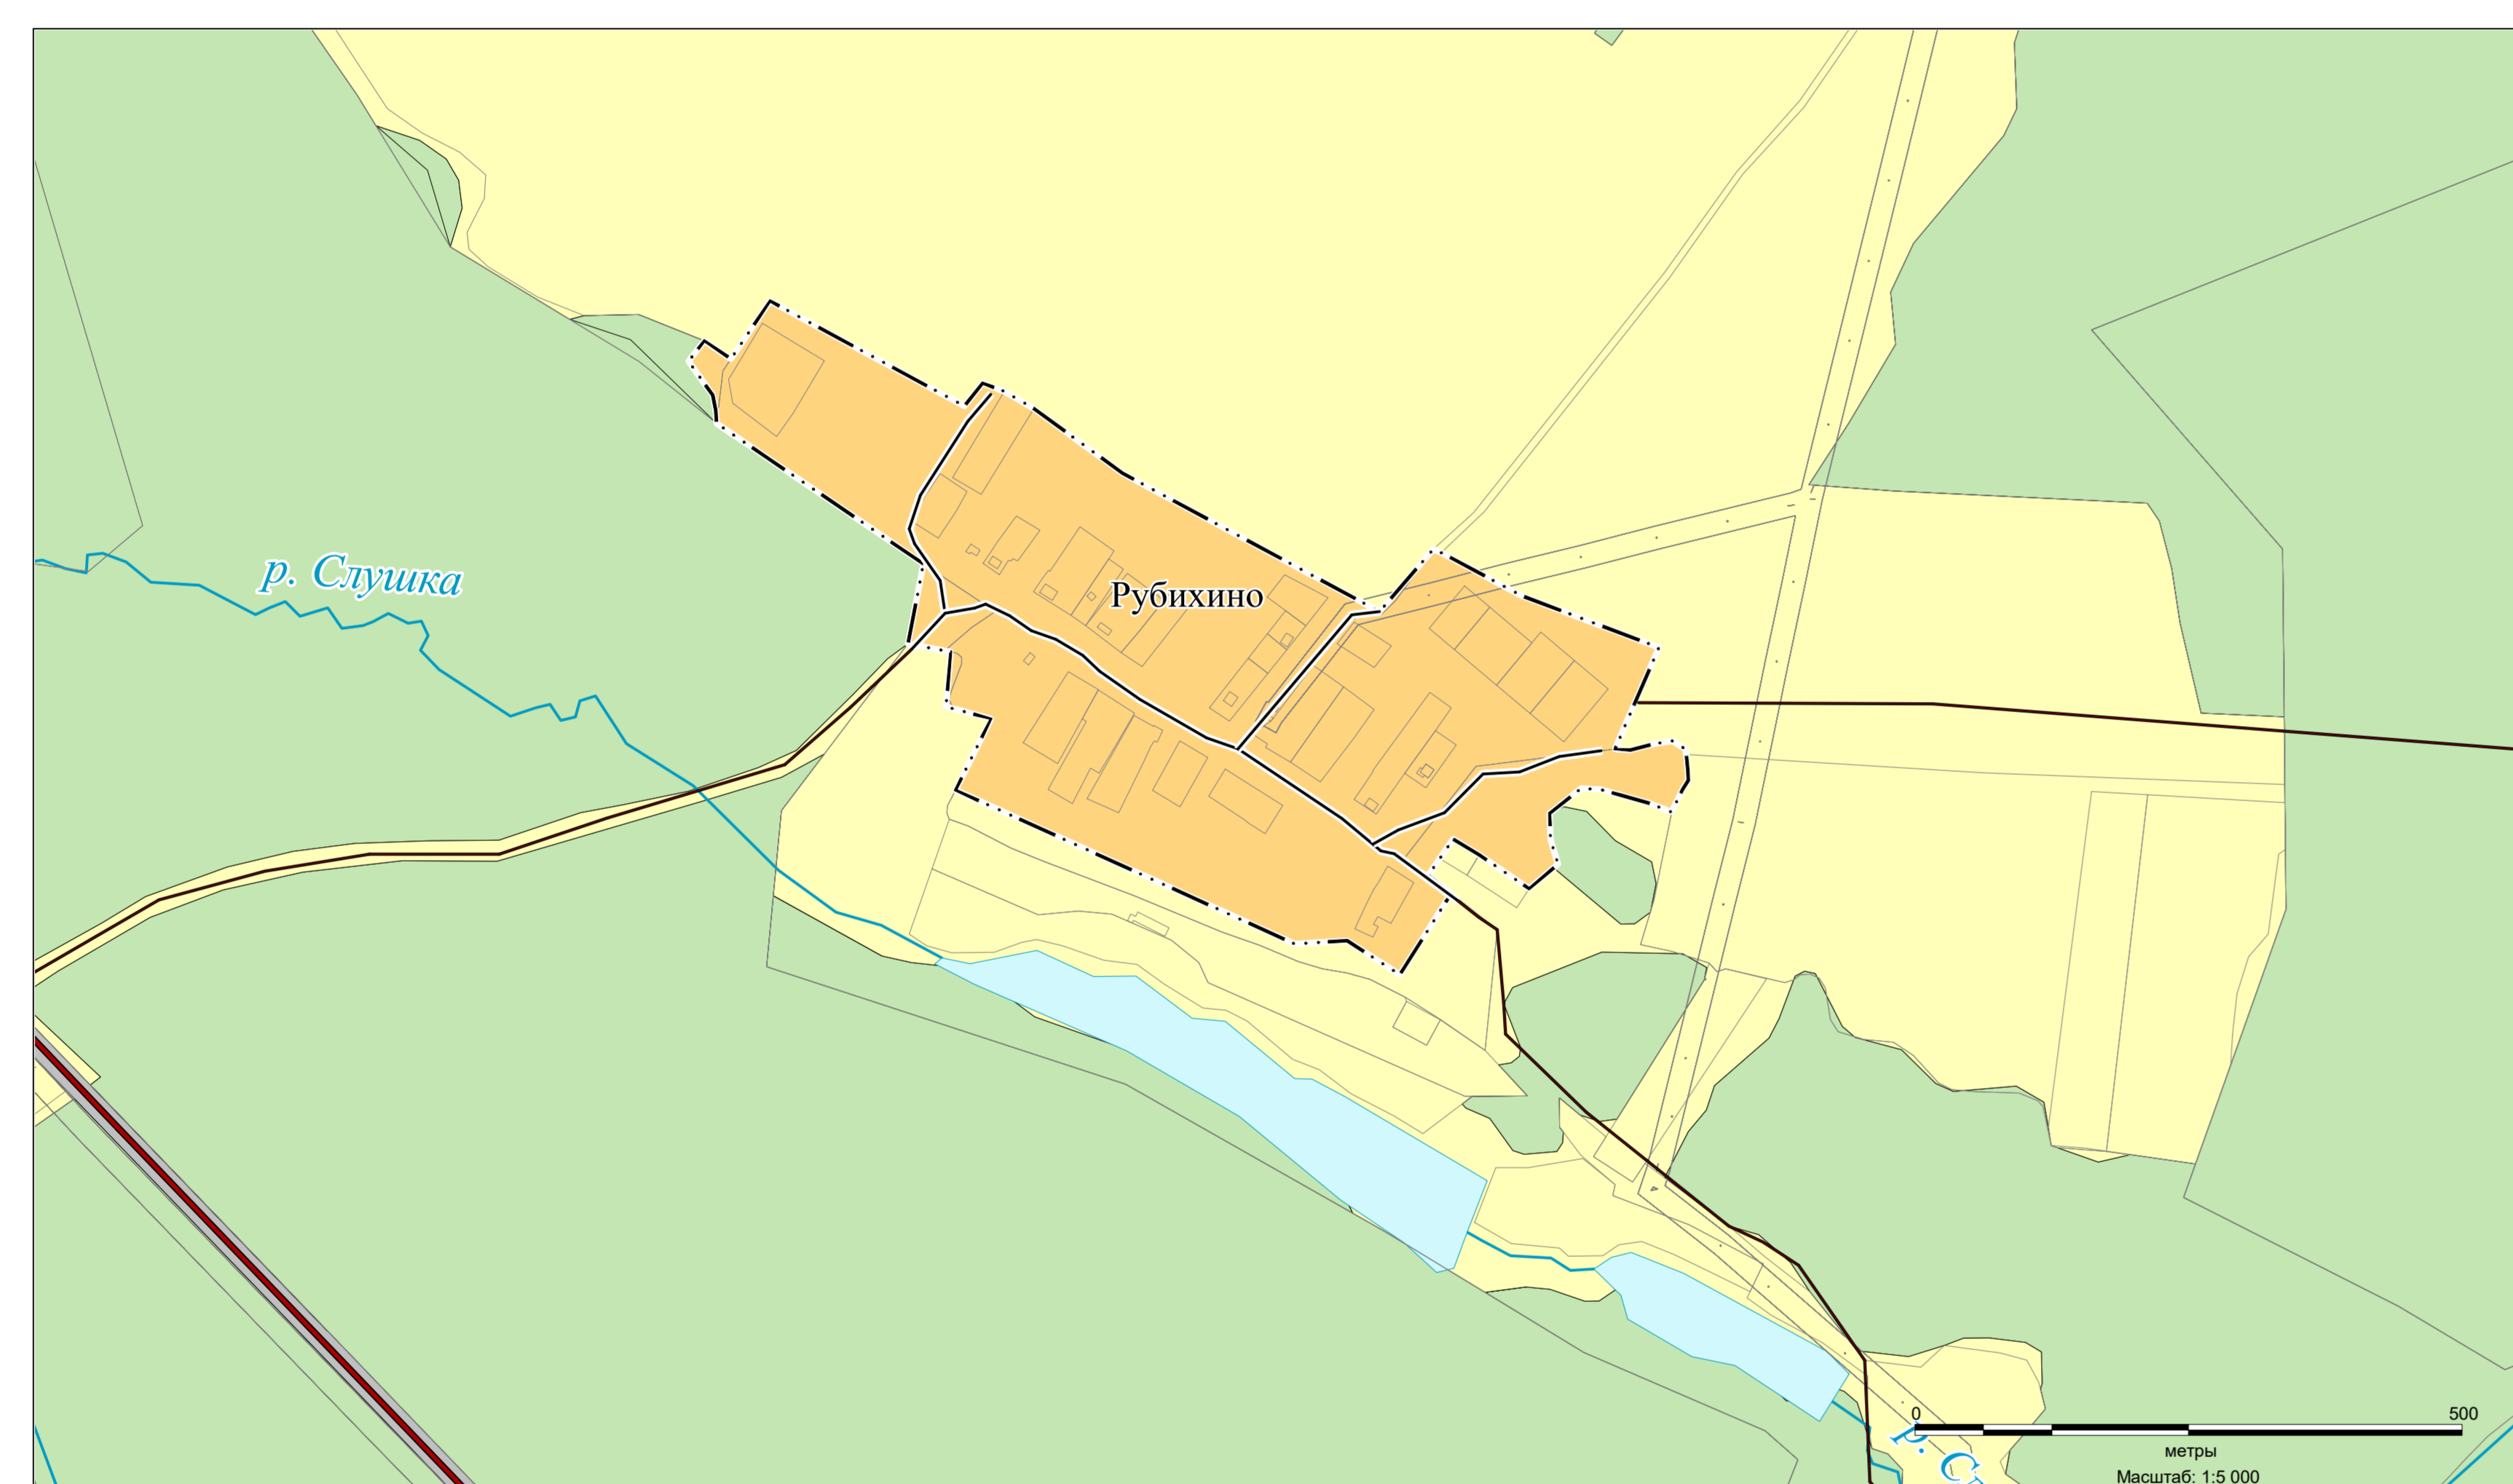 р. Слушка
Рубихино
0 500
метры
Масштаб: 1:5 000
р. С